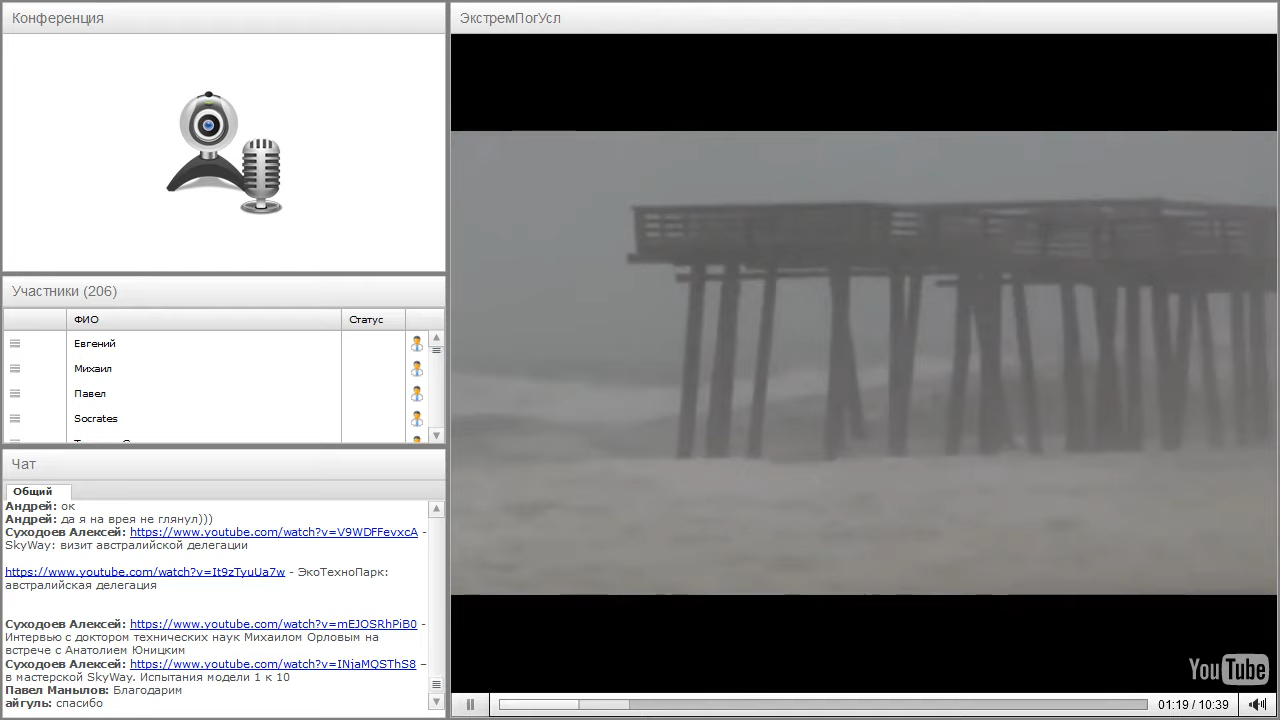 Конференция
ЭкстремПогУсл
Участники (206)
ФИО
Статус
Евгений
Михаил
Павел
Socrates
Чат
Общий
Андрей: ок
Андрей: да я на врея не глянул)))
Суходоев Алексей: https://www.youtube.com/watch?v=V9WDFFevxcA -
SkyWay: визит австралийской делегации
https://www.youtube.com/watch?v=It9zTyuUa7w - ЭкоТехноПарк:
австралийская делегация
Суходоев Алексей: https://www.youtube.com/watch?v=mEJOSRhPiB0 -
Интервью с доктором технических наук Михаилом Орловым на
встрече с Анатолием Юницким
Суходоев Алексей: https://www.youtube.com/watch?v=INjaMQSThS8 –
в мастерской SkyWay. Испытания модели 1 к 10
Павел Манылов: Благодарим
айгуль: спасибо
YouTube
01:19 / 10:39